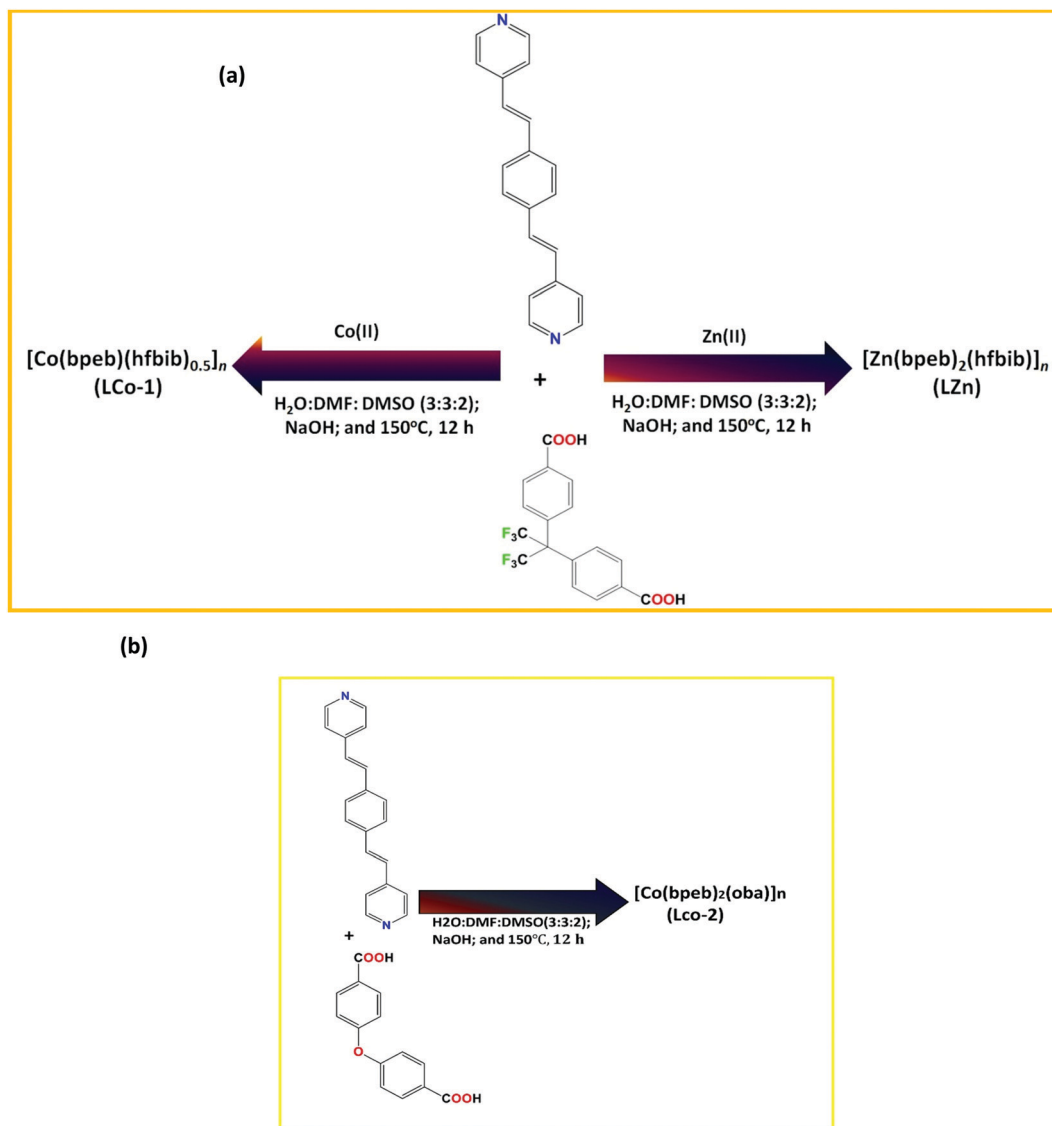 (a)
N
N
Co(II)
[Co(bpeb)(hfbib)₀.₅]ₙ
(LCo-1)
H₂O:DMF: DMSO (3:3:2);
NaOH; and 150°C, 12 h
+
Zn(II)
[Zn(bpeb)₂(hfbib)]ₙ
(LZn)
H₂O:DMF: DMSO (3:3:2);
NaOH; and 150°C, 12 h
COOH
F₃C
F₃C
COOH
(b)
N
N
+
[Co(bpeb)₂(oba)]n
(Lco-2)
H2O:DMF:DMSO(3:3:2);
NaOH; and 150℃, 12 h
COOH
O
COOH